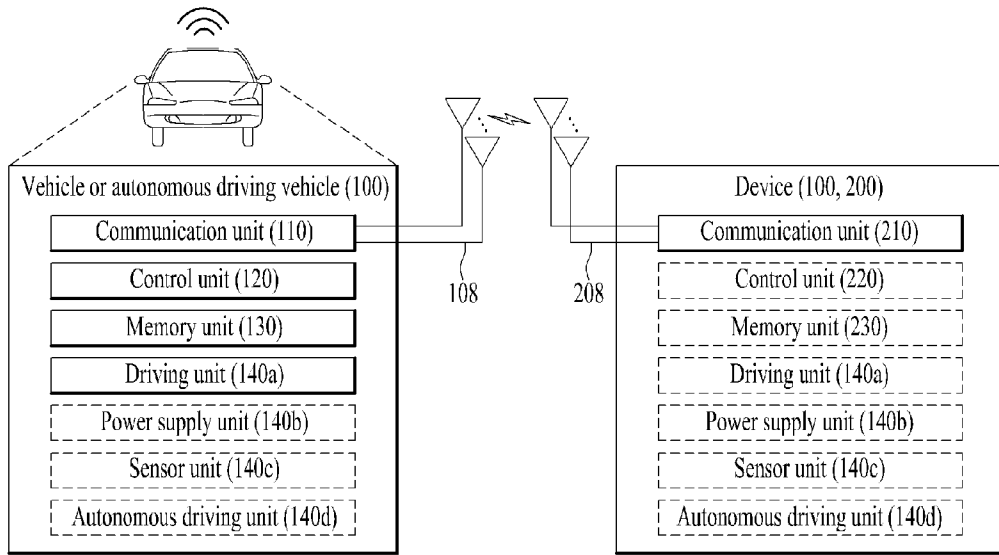 Vehicle or autonomous driving vehicle (100)
Communication unit (110)
Control unit (120)
Memory unit (130)
Driving unit (140a)
Power supply unit (140b)
Sensor unit (140c)
Autonomous driving unit (140d)
108
208
Device (100, 200)
Communication unit (210)
Control unit (220)
Memory unit (230)
Driving unit (140a)
Power supply unit (140b)
Sensor unit (140c)
Autonomous driving unit (140d)